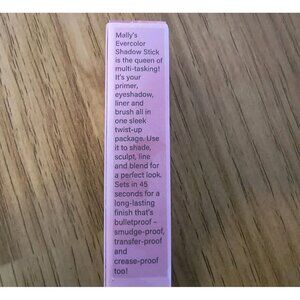 Mally's
Evercolor
Shadow Stick
is the queen of
multi-tasking!
It's your
primer,
eyeshadow,
liner and
brush all in
one sleek
twist-up
package. Use
it to shade,
sculpt, line
and blend for
a perfect look.
Sets in 45
seconds for a
long-lasting
finish that's
bulletproof –
smudge-proof,
transfer-proof
and
crease-proof
too!